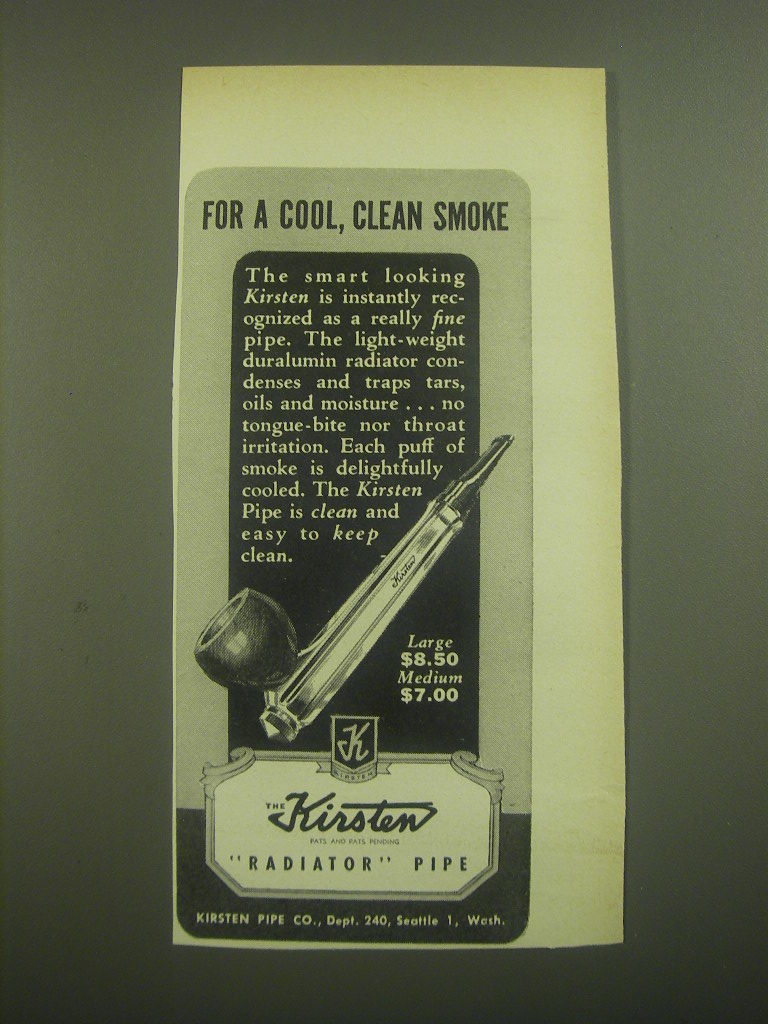 FOR A COOL, CLEAN SMOKE
The smart looking
Kirsten is instantly rec-
ognized as a really fine
pipe. The light-weight
duralumin radiator con-
denses and traps tars,
oils and moisture . . . no
tongue-bite nor throat
irritation. Each puff of
smoke is delightfully
cooled. The Kirsten
Pipe is clean and
easy to keep
clean.
Kirsten
Large
$8.50
Medium
$7.00
K
KIRSTEN
THE Kirsten
PATS AND PATS PENDING
"RADIATOR" PIPE
KIRSTEN PIPE CO., Dept. 240, Seattle 1, Wash.